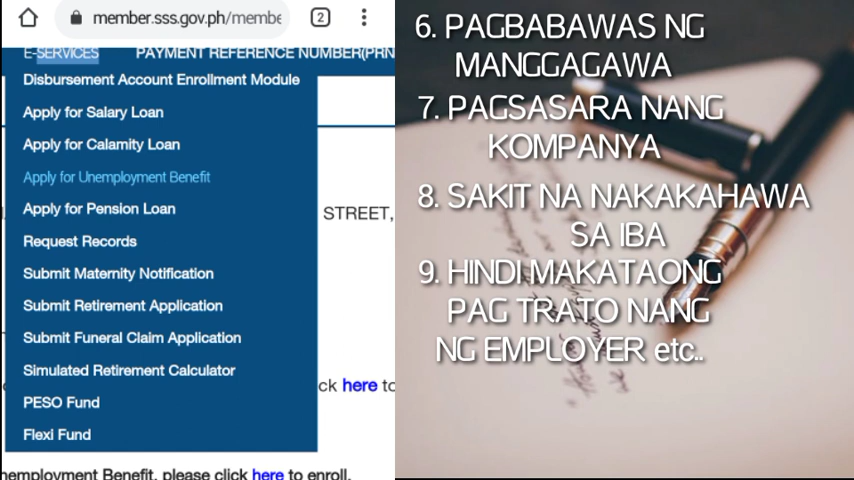 member.sss.gov.ph/membe
2
E-SERVICES
PAYMENT REFERENCE NUMBER(PRN
Disbursement Account Enrollment Module
Apply for Salary Loan
Apply for Calamity Loan
Apply for Unemployment Benefit
Apply for Pension Loan
STREET,
Request Records
Submit Maternity Notification
Submit Retirement Application
Submit Funeral Claim Application
Simulated Retirement Calculator
ck here to
PESO Fund
Flexi Fund
nemployment Benefit, please click here to enroll.
6. PAGBABAWAS NG
MANGGAGAWA
7. PAGSASARA NANG
KOMPANYA
8. SAKIT NA NAKAKAHAWA
SA IBA
9. HINDI MAKATAONG
PAG TRATO NANG
NG EMPLOYER etc..